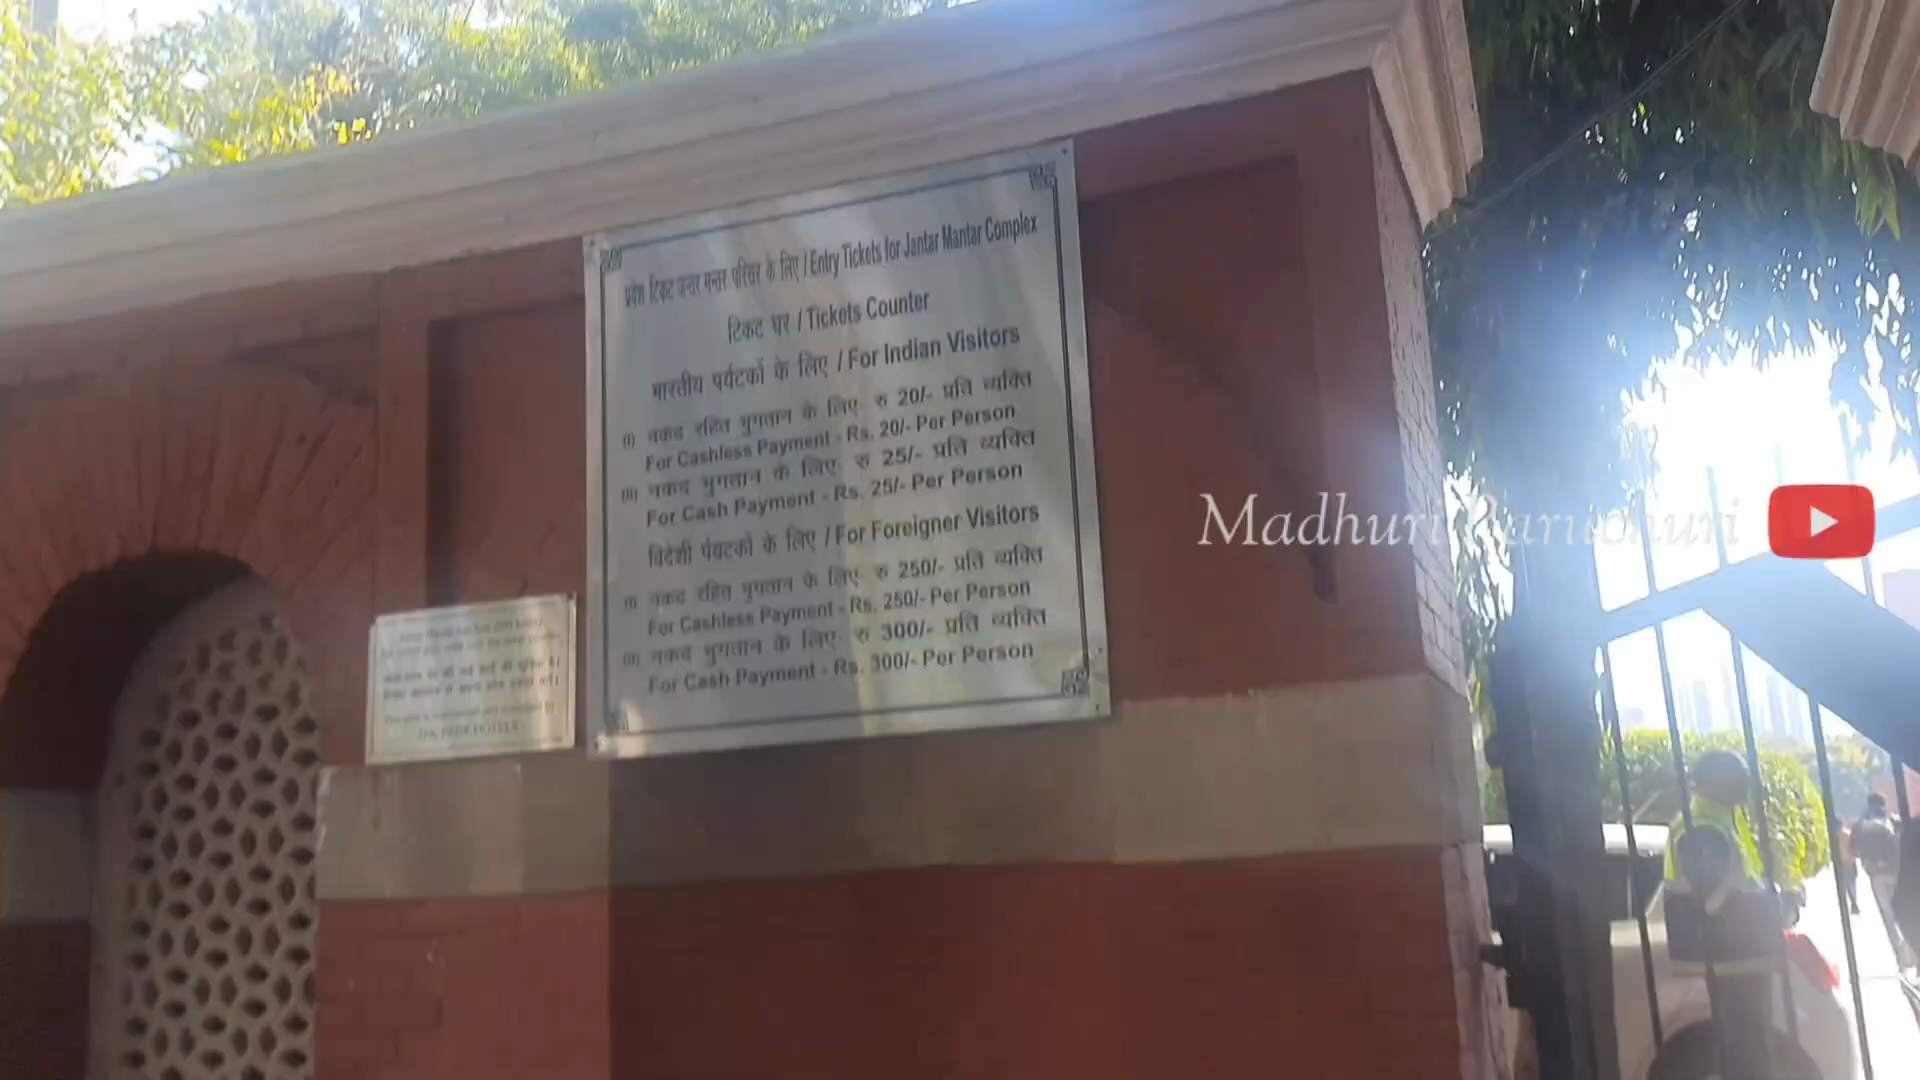 प्रवेश टिकट जन्तर मन्तर परिसर के लिए / Entry Tickets for Jantar Mantar Complex
टिकट घर / Tickets Counter
भारतीय पर्यटकों के लिए / For Indian Visitors
(i) नकद रहित भुगतान के लिए- रु 20/- प्रति व्यक्ति
For Cashless Payment - Rs. 20/- Per Person
(ii) नकद भुगतान के लिए- रु 25/- प्रति व्यक्ति
For Cash Payment - Rs. 25/- Per Person
विदेशी पर्यटकों के लिए / For Foreigner Visitors
(i) नकद रहित भुगतान के लिए- रु 250/- प्रति व्यक्ति
For Cashless Payment - Rs. 250/- Per Person
(ii) नकद भुगतान के लिए- रु 300/- प्रति व्यक्ति
For Cash Payment - Rs. 300/- Per Person
Madhuri Paruchuri